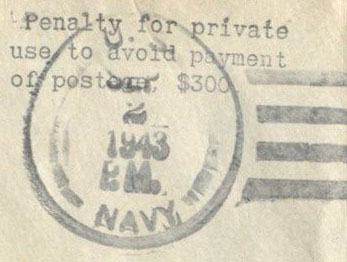 Penalty for private
use to avoid payment
of postage, $300
U.S.
2
1943
P.M.
NAVY